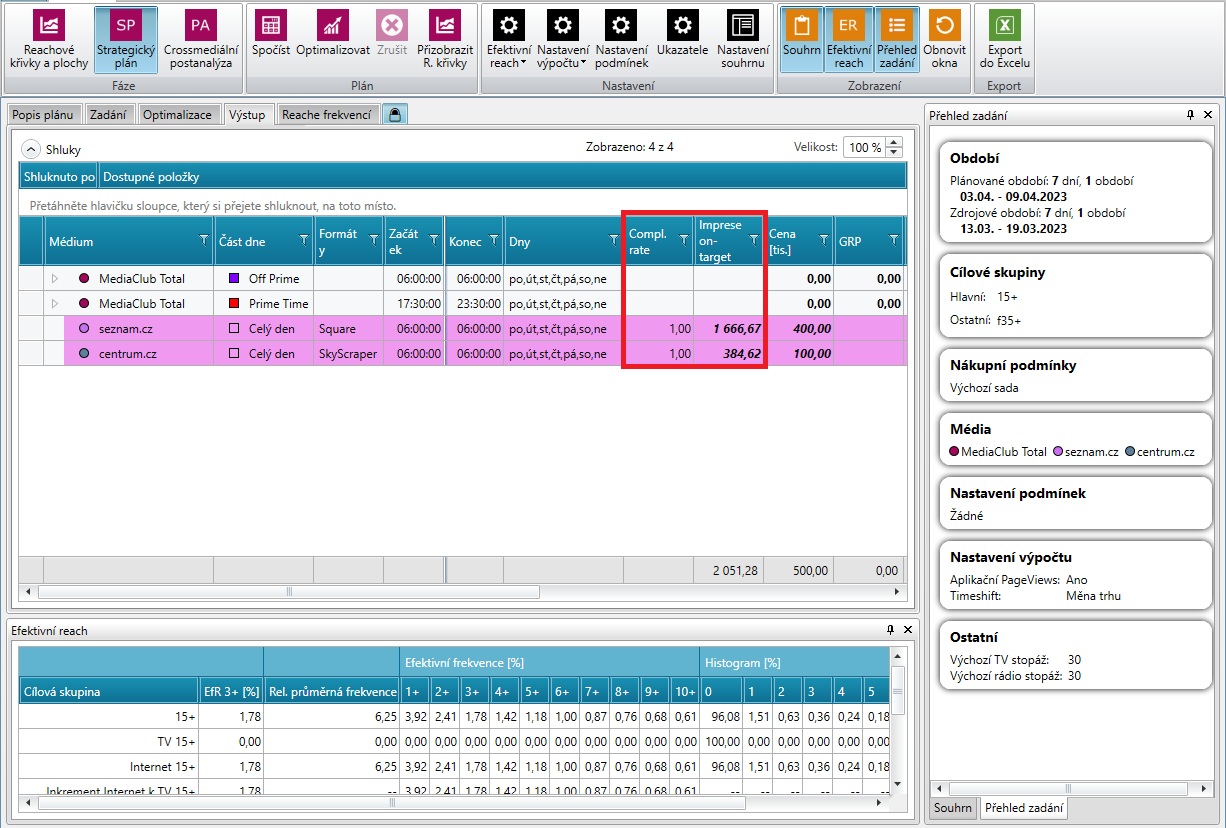 SP PA ER
Reachové Strategický Crossmediální Spočíst Optimalizovat Zrušit Přizobrazit Efektivní Nastavení Nastavení Ukazatele Nastavení Souhrn Efektivní Přehled Obnovit Export
křivky a plochy plán postanalýza R. křivky reach výpočtu podmínek souhrnu reach zadání okna do Excelu
Fáze Plán Nastavení Zobrazení Export
Popis plánu Zadání Optimalizace Výstup Reache frekvencí
Shluky Zobrazeno: 4 z 4 Velikost: 100 %
Shluknuto po Dostupné položky
Přetáhněte hlavičku sloupce, který si přejete shluknout, na toto místo.
Médium Část dne Formáty Začátek Konec Dny Compl. rate Imprese on-target Cena [tis.] GRP
MediaClub Total Off Prime 06:00:00 06:00:00 po,út,st,čt,pá,so,ne 0,00 0,00
MediaClub Total Prime Time 17:30:00 23:30:00 po,út,st,čt,pá,so,ne 0,00 0,00
seznam.cz Celý den Square 06:00:00 06:00:00 po,út,st,čt,pá,so,ne 1,00 1 666,67 400,00
centrum.cz Celý den SkyScraper 06:00:00 06:00:00 po,út,st,čt,pá,so,ne 1,00 384,62 100,00
2 051,28 500,00 0,00
Efektivní reach
Efektivní frekvence [%] Histogram [%]
Cílová skupina EfR 3+ [%] Rel. průměrná frekvence 1+ 2+ 3+ 4+ 5+ 6+ 7+ 8+ 9+ 10+ 0 1 2 3 4 5
15+ 1,78 6,25 3,92 2,41 1,78 1,42 1,18 1,00 0,87 0,76 0,68 0,61 96,08 1,51 0,63 0,36 0,24 0,18
TV 15+ 0,00 0,00 0,00 0,00 0,00 0,00 0,00 0,00 0,00 0,00 0,00 0,00 100,00 0,00 0,00 0,00 0,00 0,00
Internet 15+ 1,78 6,25 3,92 2,41 1,78 1,42 1,18 1,00 0,87 0,76 0,68 0,61 96,08 1,51 0,63 0,36 0,24 0,18
Inkrement Internet k TV 15+ 1,78 -- 3,92 2,41 1,78 1,42 1,18 1,00 0,87 0,76 0,68 0,61 -- -- -- -- -- --
Přehled zadání
Období
Plánované období: 7 dní, 1 období
03.04. - 09.04.2023
Zdrojové období: 7 dní, 1 období
13.03. - 19.03.2023
Cílové skupiny
Hlavní: 15+
Ostatní: f35+
Nákupní podmínky
Výchozí sada
Média
MediaClub Total seznam.cz centrum.cz
Nastavení podmínek
Žádné
Nastavení výpočtu
Aplikační PageViews: Ano
Timeshift: Měna trhu
Ostatní
Výchozí TV stopáž: 30
Výchozí rádio stopáž: 30
Souhrn Přehled zadání